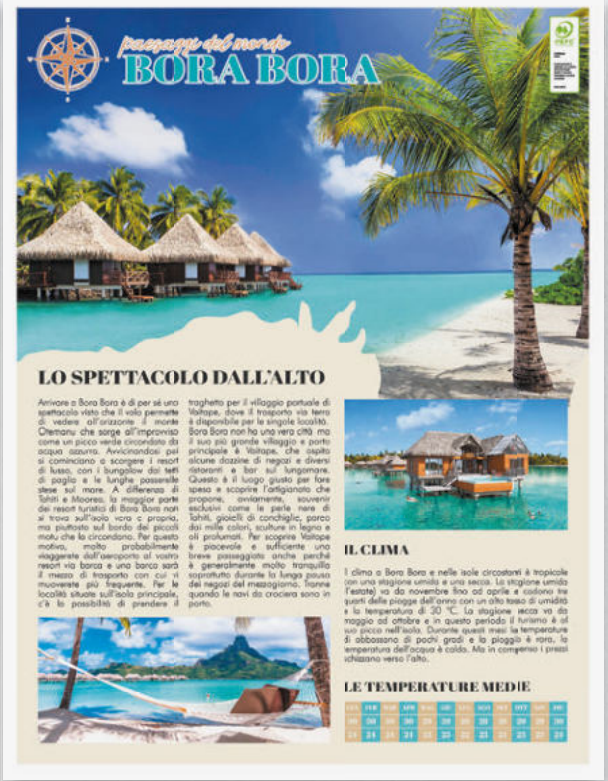 paesaggi del mondo
BORA BORA
LO SPETTACOLO DALL'ALTO
Arrivare a Bora Bora è di per sé uno
spettacolo visto che il volo permette
di vedere all'orizzonte il monte
Otemanu che sorge all'improvviso
come un picco verde circondato da
acqua azzurra. Avvicinandosi poi
si cominciano a scorgere i resort
di lusso, con i bungalow dai tetti
di paglia e le lunghe passerelle
stese sul mare. A differenza di
Tahiti e Moorea, la maggior parte
dei resort turistici di Bora Bora non
si trova sull'isola vera e propria,
ma piuttosto sul bordo dei piccoli
motu che la circondano. Per questo
motivo, molto probabilmente
viaggerete dall'aeroporto al vostro
resort via barca e una barca sarà
il mezzo di trasporto con cui vi
muoverete più frequente. Per le
località situate sull'isola principale,
c'è la possibilità di prendere il
traghetto per il villaggio portuale di
Vaitape, dove il trasporto via terra
è disponibile per le singole località.
Bora Bora non ha una vera città ma
il suo più grande villaggio e porto
principale è Vaitape, che ospita
alcune dozzine di negozi e diversi
ristoranti e bar sul lungomare.
Questo è il luogo giusto per fare
spesa e scoprire l'artigianato che
propone, ovviamente, souvenir
esclusivi come le perle nere di
Tahiti, gioielli di conchiglie, pareo
dai mille colori, sculture in legno e
oli profumati. Per scoprire Vaitape
è piacevole e sufficiente una
breve passeggiata anche perché
è generalmente molto tranquilla
soprattutto durante la lunga pausa
dei negozi del mezzogiorno. Tranne
quando le navi da crociera sono in
porto.
IL CLIMA
l clima a Bora Bora e nelle isole circostanti è tropicale
con una stagione umida e una secca. La stagione umida
(l'estate) va da novembre fino ad aprile e cadono tre
quarti delle piogge dell'anno con un alto tasso di umidità
e la temperatura di 30 °C. La stagione secca va da
maggio ad ottobre e in questo periodo il turismo è al
suo picco nell'isola. Durante questi mesi la temperature
di abbassano di pochi gradi e la pioggia è rara, la
temperatura dell'acqua è calda. Ma in compenso i prezzi
schizzano verso l'alto.
LE TEMPERATURE MEDIE